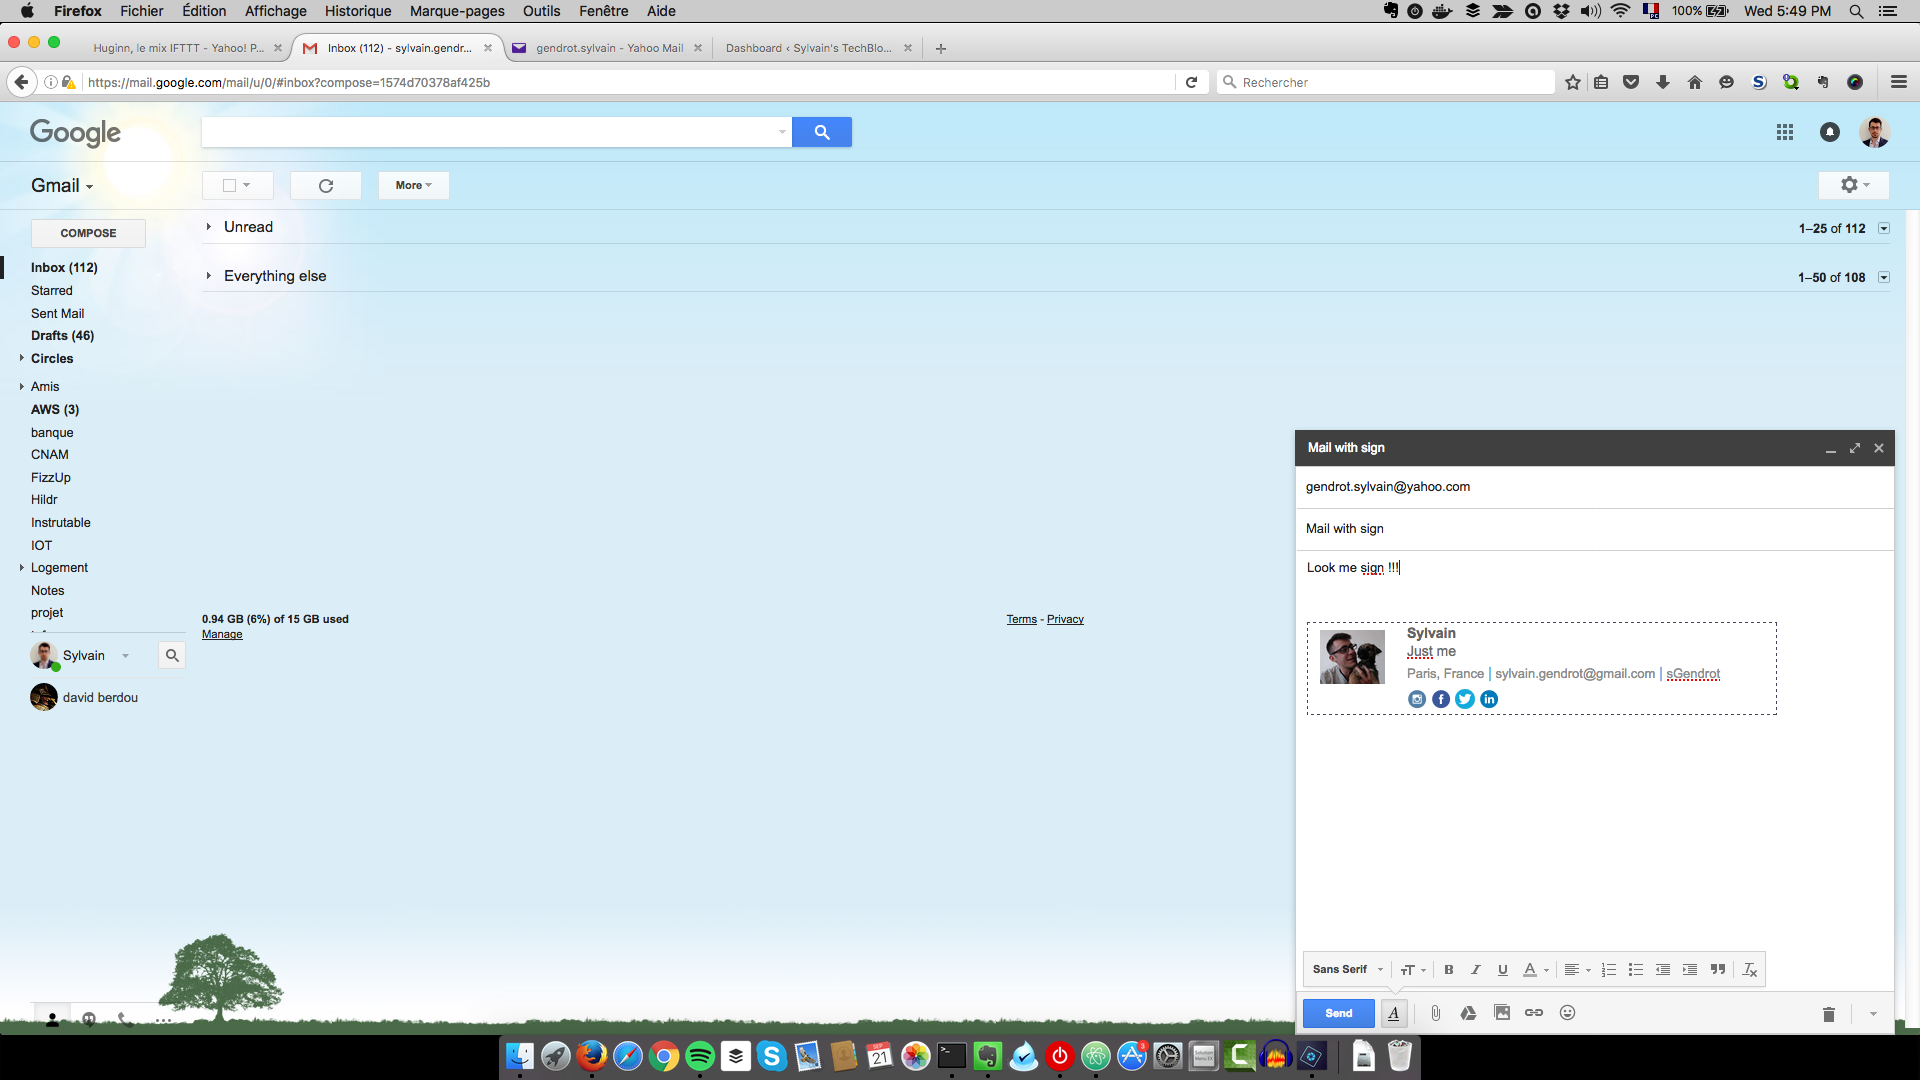 Firefox Fichier Édition Affichage Historique Marque-pages Outils Fenêtre Aide 100% Wed 5:49 PM
Huginn, le mix IFTTT - Yahoo! P... Inbox (112) - sylvain.gendr... gendrot.sylvain - Yahoo Mail Dashboard ‹ Sylvain's TechBlo...
https://mail.google.com/mail/u/0/#inbox?compose=1574d70378af425b Rechercher
Google
Gmail More
COMPOSE
Unread 1–25 of 112
Inbox (112)
Everything else 1–50 of 108
Starred
Sent Mail
Drafts (46)
Circles
Amis
AWS (3)
banque
CNAM
FizzUp
Hildr
Instrutable
IOT
Logement
Notes
projet
Sylvain
david berdou
0.94 GB (6%) of 15 GB used
Manage
Terms - Privacy
Mail with sign
gendrot.sylvain@yahoo.com
Mail with sign
Look me sign !!!
Sylvain
Just me
Paris, France | sylvain.gendrot@gmail.com | sGendrot
Sans Serif
Send
SEP
21
3